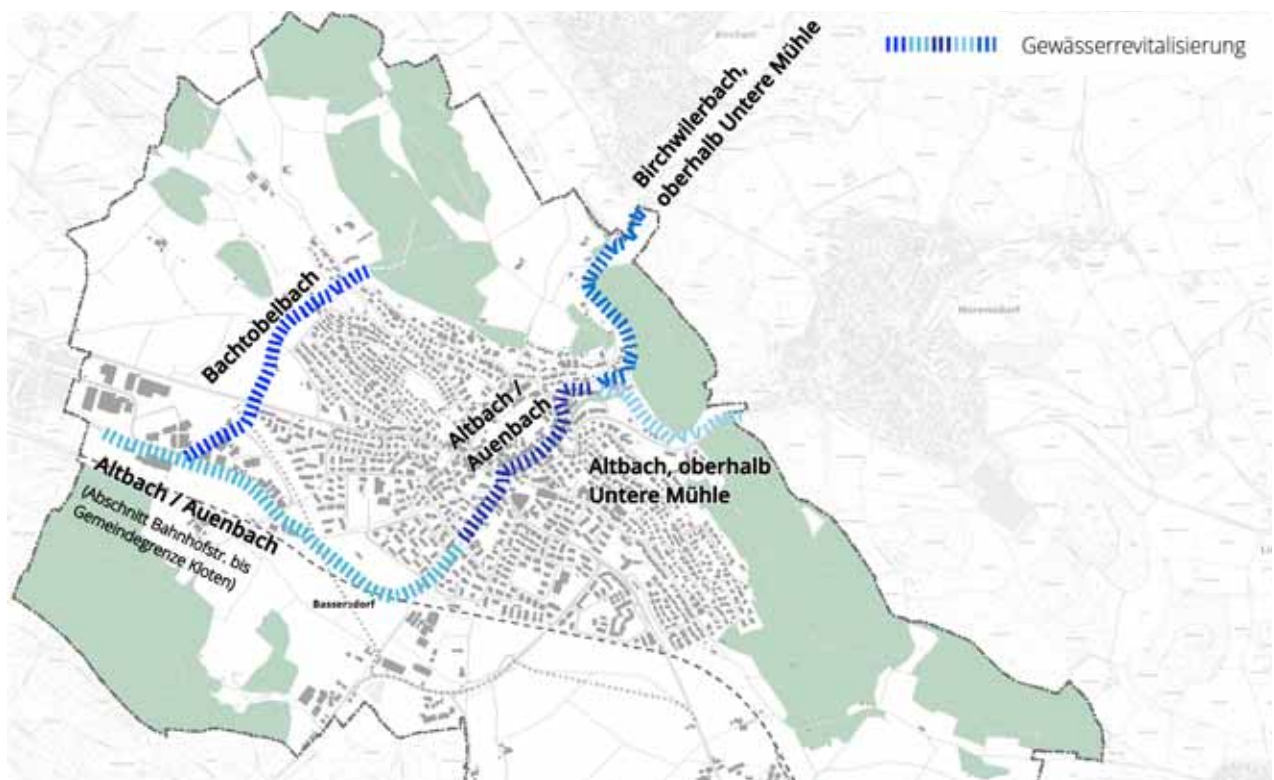 Gewässerrevitalisierung
Birchwilerbach,
oberhalb Untere Mühle
Bachtobelbach
Altbach /
Auenbach
Altbach, oberhalb
Untere Mühle
Altbach / Auenbach
(Abschnitt Bahnhofstr. bis
Gemeindegrenze Kloten)
Bassersdorf